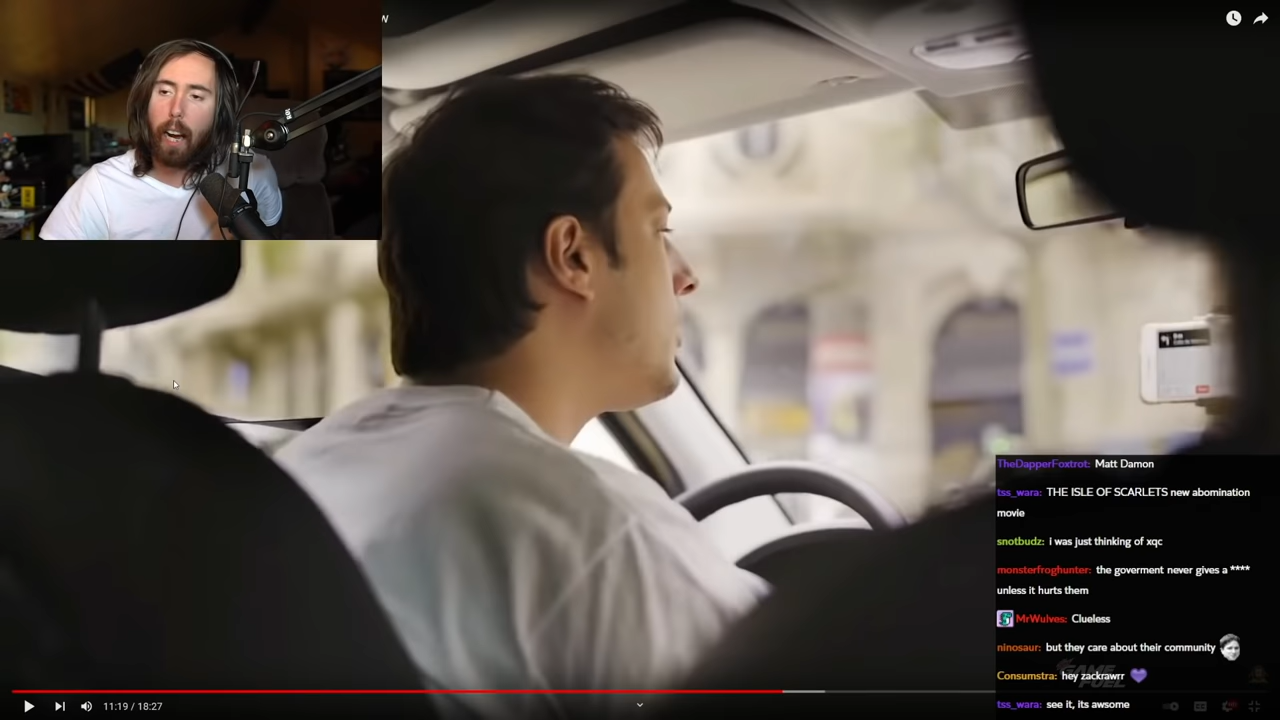 w
TheDapperFoxtrot: Matt Damon
tss_wara: THE ISLE OF SCARLETS new abomination
movie
snotbudz: i was just thinking of xqc
monsterfroghunter: the goverment never gives a ****
unless it hurts them
MrWulves: Clueless
ninosaur: but they care about their community
GAME
FUEL
Consumstra: hey zackrawrr
tss_wara: see it, its awsome
11:19 / 18:27